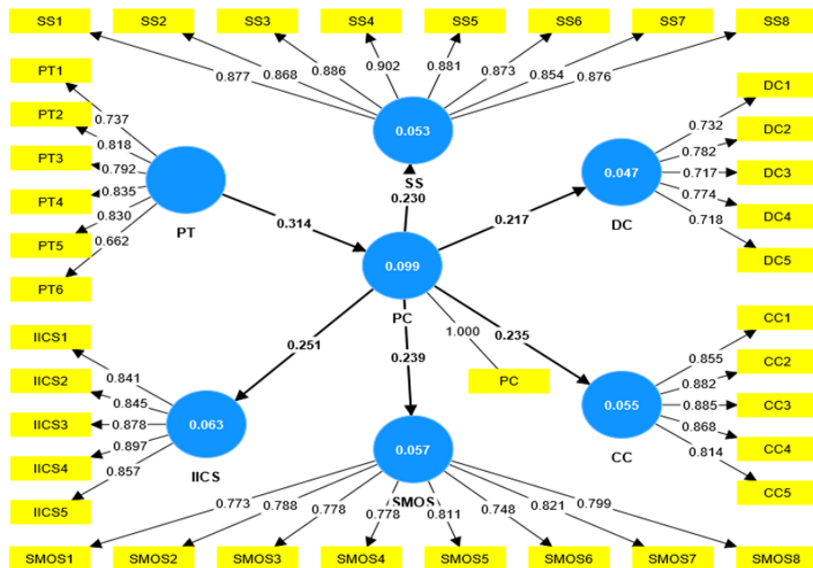 SS1 SS2 SS3 SS4 SS5 SS6 SS7 SS8
0.877 0.868 0.886 0.902 0.881 0.873 0.854 0.876
PT1
PT2
PT3
PT4
PT5
PT6
0.737
0.818
0.792
0.835
0.830
0.662
PT
0.314
0.053
SS
0.230
0.047
DC
0.217
DC1
DC2
DC3
DC4
DC5
0.732
0.782
0.717
0.774
0.718
0.099
PC
1.000
PC
0.251
0.239
0.235
IICS1
IICS2
IICS3
IICS4
IICS5
0.841
0.845
0.878
0.897
0.857
0.063
IICS
0.057
SMOS
0.055
CC
CC1
CC2
CC3
CC4
CC5
0.855
0.882
0.885
0.868
0.814
0.773 0.788 0.778 0.778 0.811 0.748 0.821 0.799
SMOS1 SMOS2 SMOS3 SMOS4 SMOS5 SMOS6 SMOS7 SMOS8